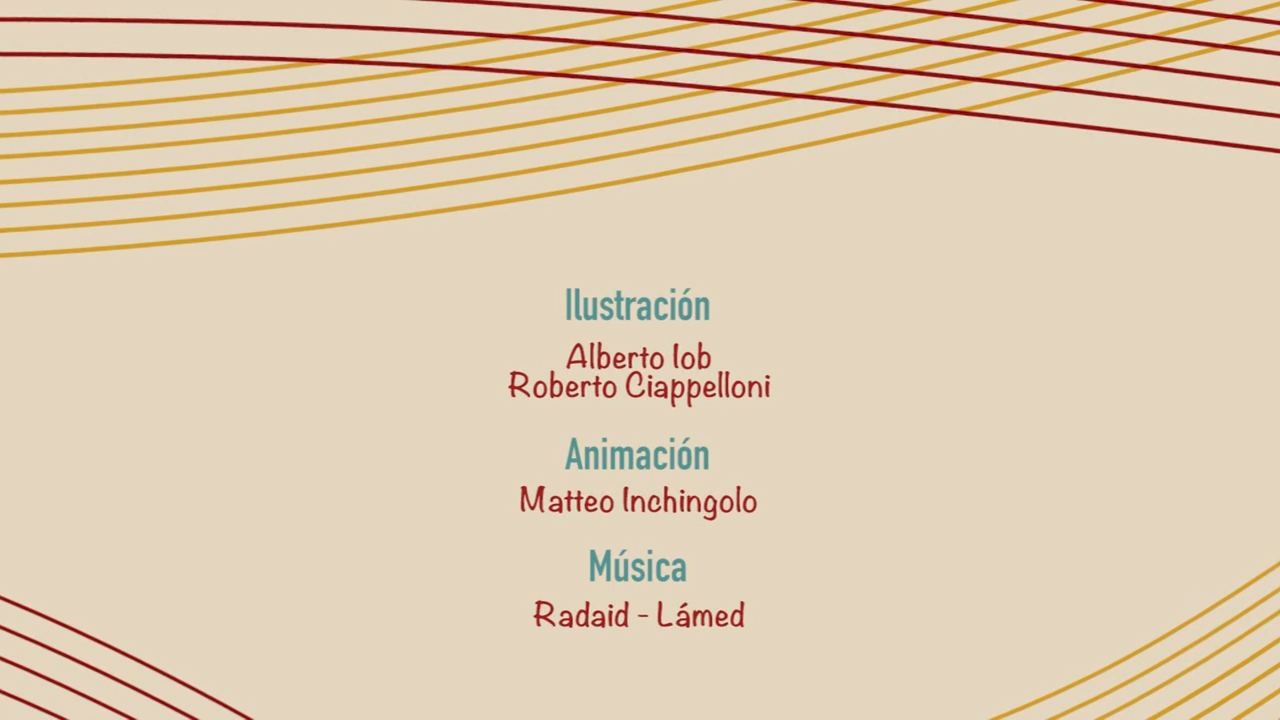 Ilustración
Alberto Iob
Roberto Ciappelloni
Animación
Matteo Inchingolo
Música
Radaid - Lámed